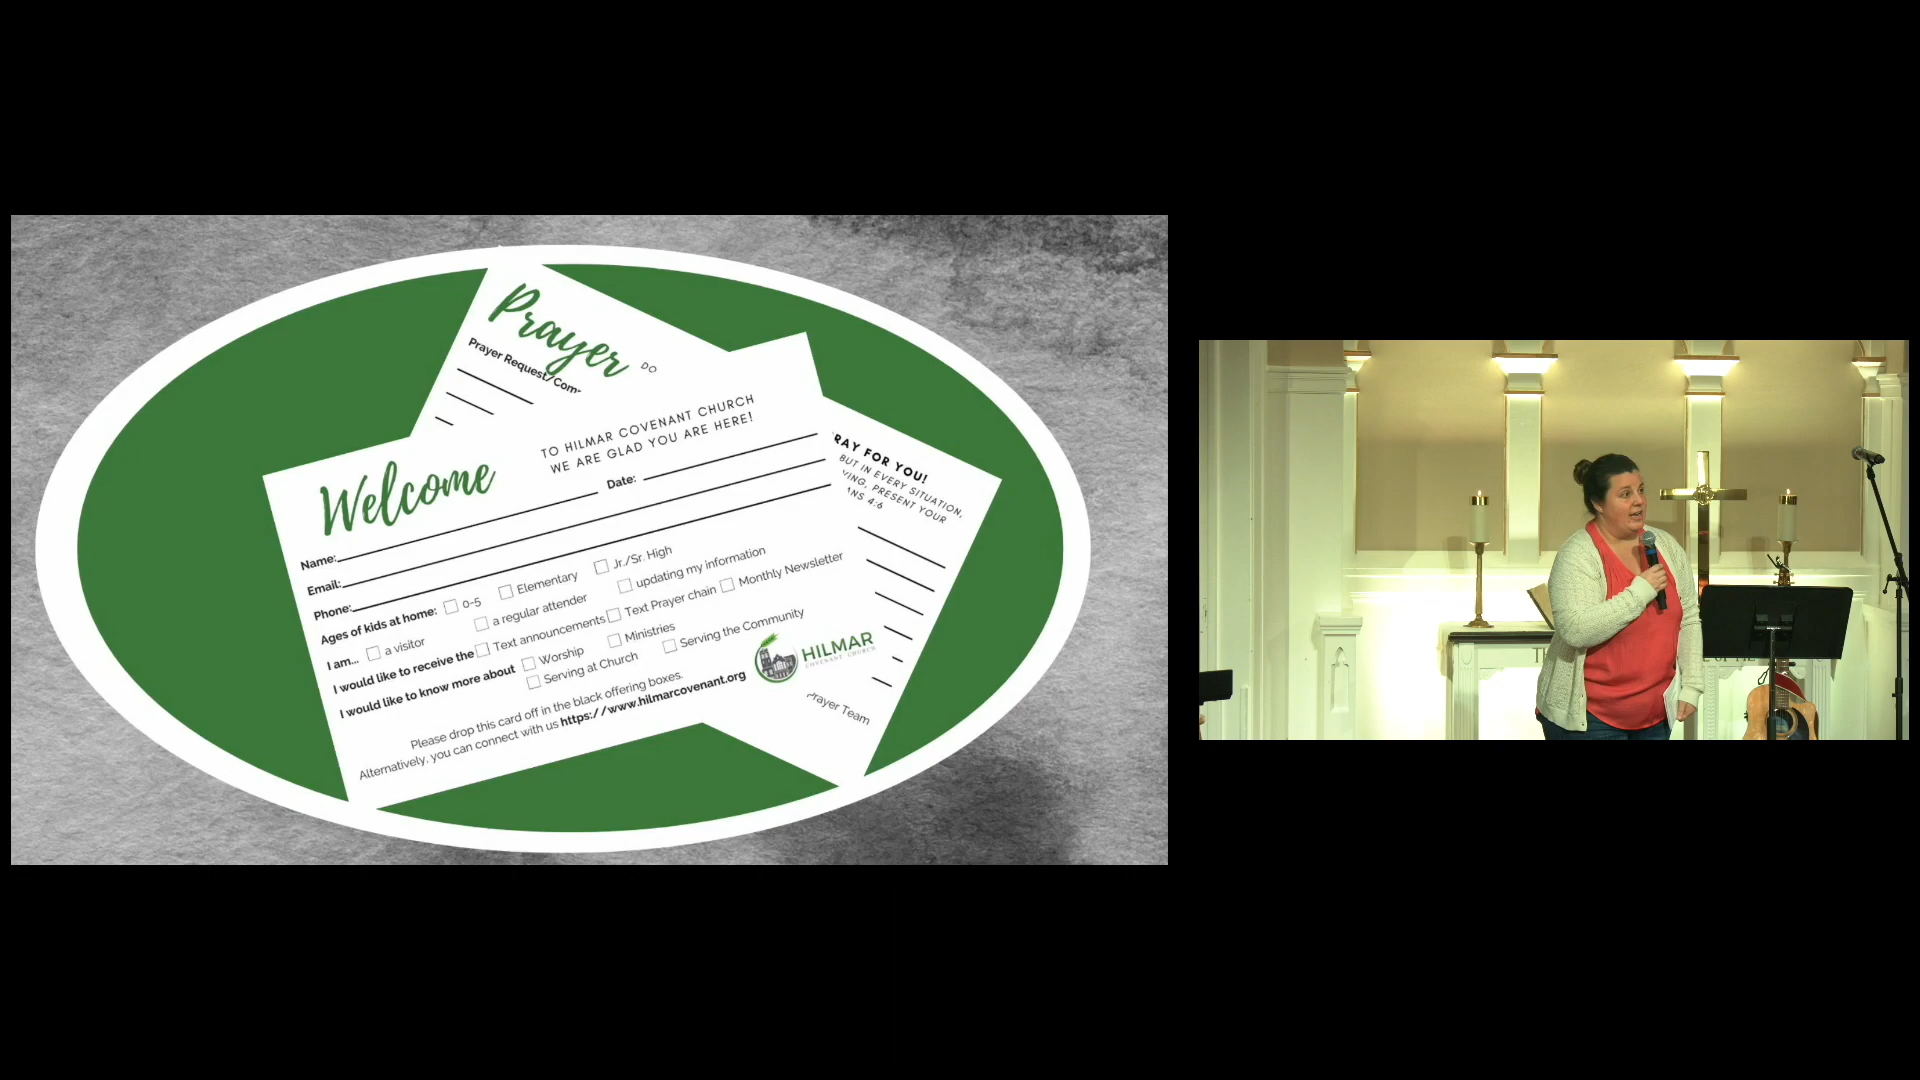 Prayer
DO
Prayer Request/Com
RAY FOR YOU!
BUT IN EVERY SITUATION,
VING, PRESENT YOUR
ANS 4:6
Prayer Team
Welcome
TO HILMAR COVENANT CHURCH
WE ARE GLAD YOU ARE HERE!
Name: Date:
Email:
Phone:
Ages of kids at home: 0-5 Elementary Jr./Sr. High
I am... a visitor a regular attender updating my information
I would like to receive the Text announcements Text Prayer chain Monthly Newsletter
I would like to know more about Worship Ministries
Serving at Church Serving the Community
Please drop this card off in the black offering boxes.
Alternatively, you can connect with us https://www.hilmarcovenant.org
HILMAR
COVENANT CHURCH